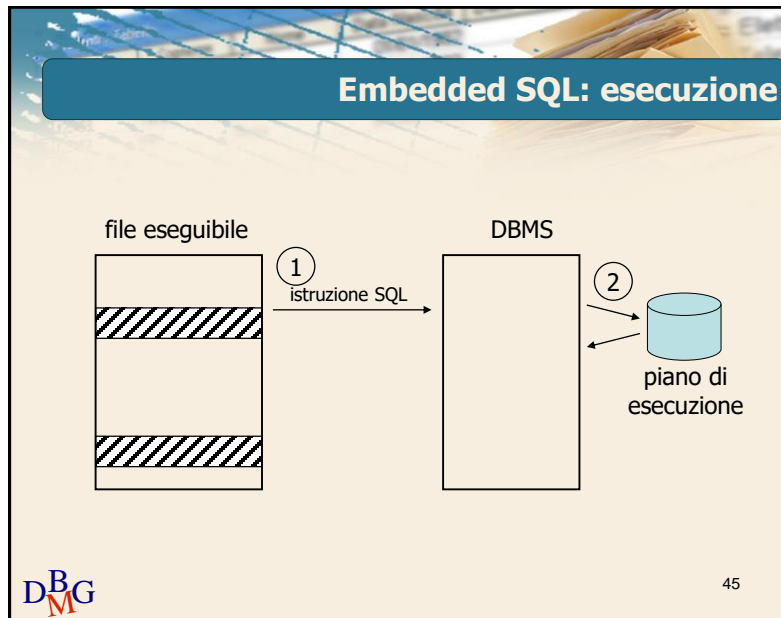 Embedded SQL: esecuzione
file eseguibile
DBMS
1
istruzione SQL
2
piano di
esecuzione
DBMG
45